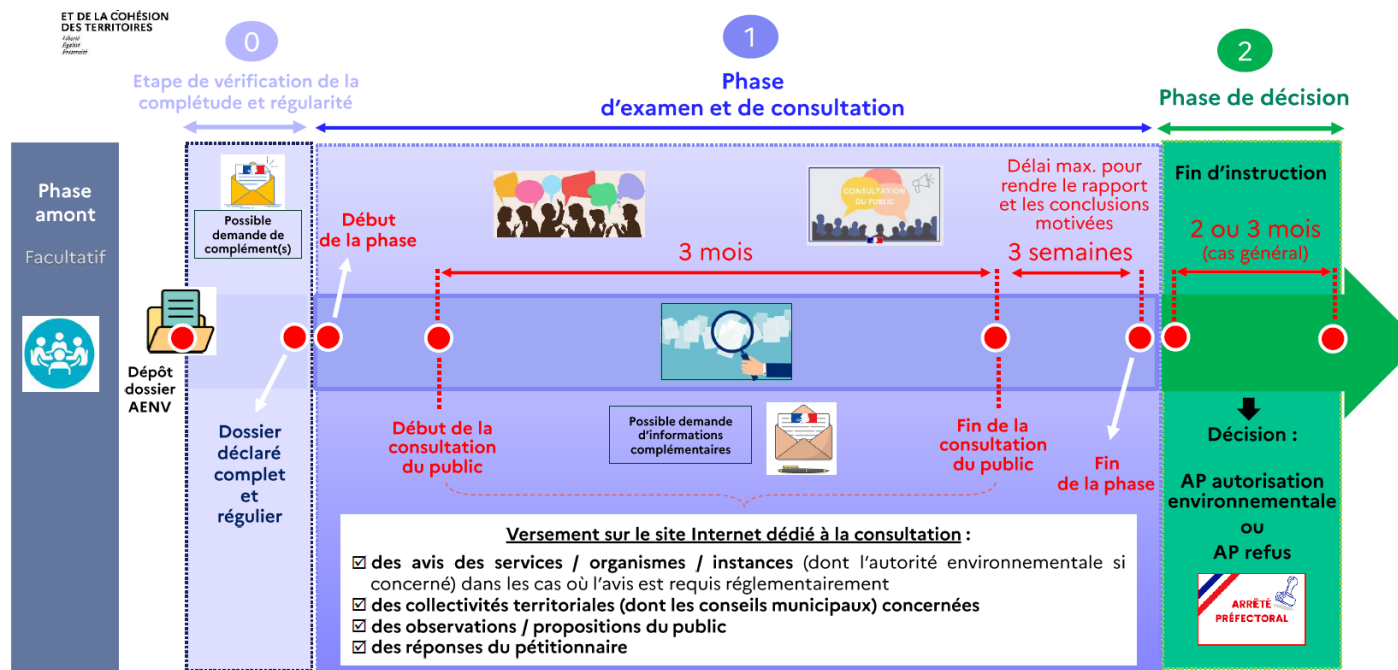 ET DE LA COHÉSION
DES TERRITOIRES
Liberté
Égalité
Fraternité
0
Etape de vérification de la
complétude et régularité
1
Phase
d'examen et de consultation
2
Phase de décision
Phase
amont
Facultatif
Possible
demande de
complément(s)
Début
de la phase
CONSULTATION
DU PUBLIC
Délai max. pour
rendre le rapport
et les conclusions
motivées
3 mois
3 semaines
Fin d'instruction
2 ou 3 mois
(cas général)
Dépôt
dossier
AENV
Dossier
déclaré
complet
et
régulier
Début de la
consultation
du public
Possible demande
d'informations
complémentaires
Fin de la
consultation
du public
Fin
de la phase
Décision :
AP autorisation
environnementale
ou
AP refus
ARRÊTÉ
PRÉFECTORAL
Versement sur le site Internet dédié à la consultation :
☑ des avis des services / organismes / instances (dont l'autorité environnementale si
concerné) dans les cas où l'avis est requis réglementairement
☑ des collectivités territoriales (dont les conseils municipaux) concernées
☑ des observations / propositions du public
☑ des réponses du pétitionnaire